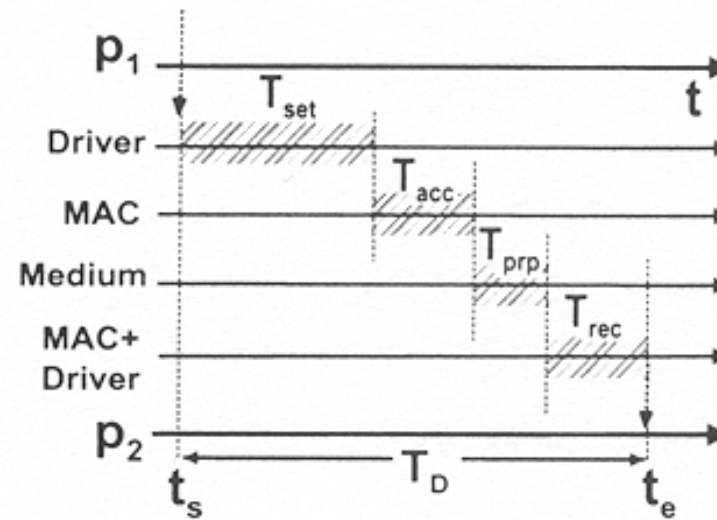 p1
t
Tset
Driver
Tacc
MAC
Tprp
Medium
Trec
MAC+
Driver
p2
TD
ts
te